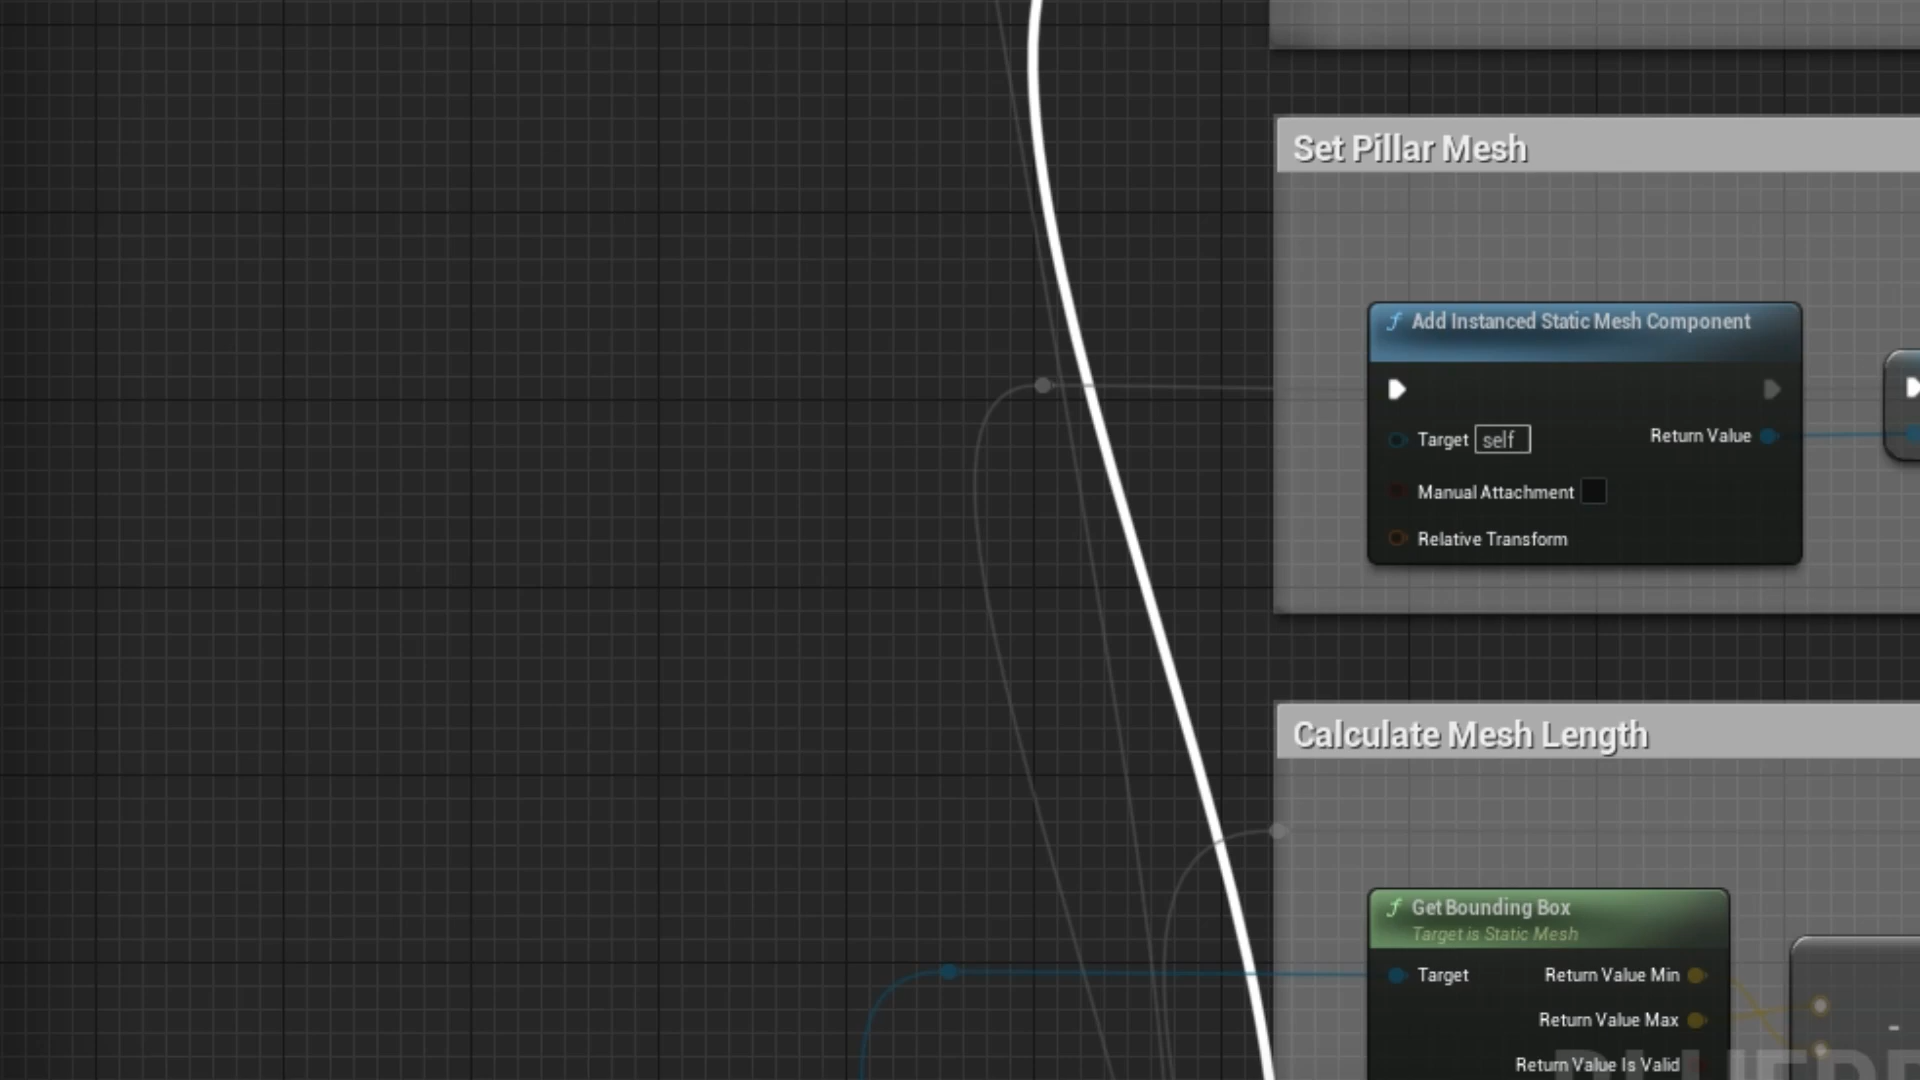 Set Pillar Mesh
Add Instanced Static Mesh Component
Target self
Return Value
Manual Attachment
Relative Transform
Calculate Mesh Length
Get Bounding Box
Target is Static Mesh
Target
Return Value Min
Return Value Max
-
Return Value Is Valid